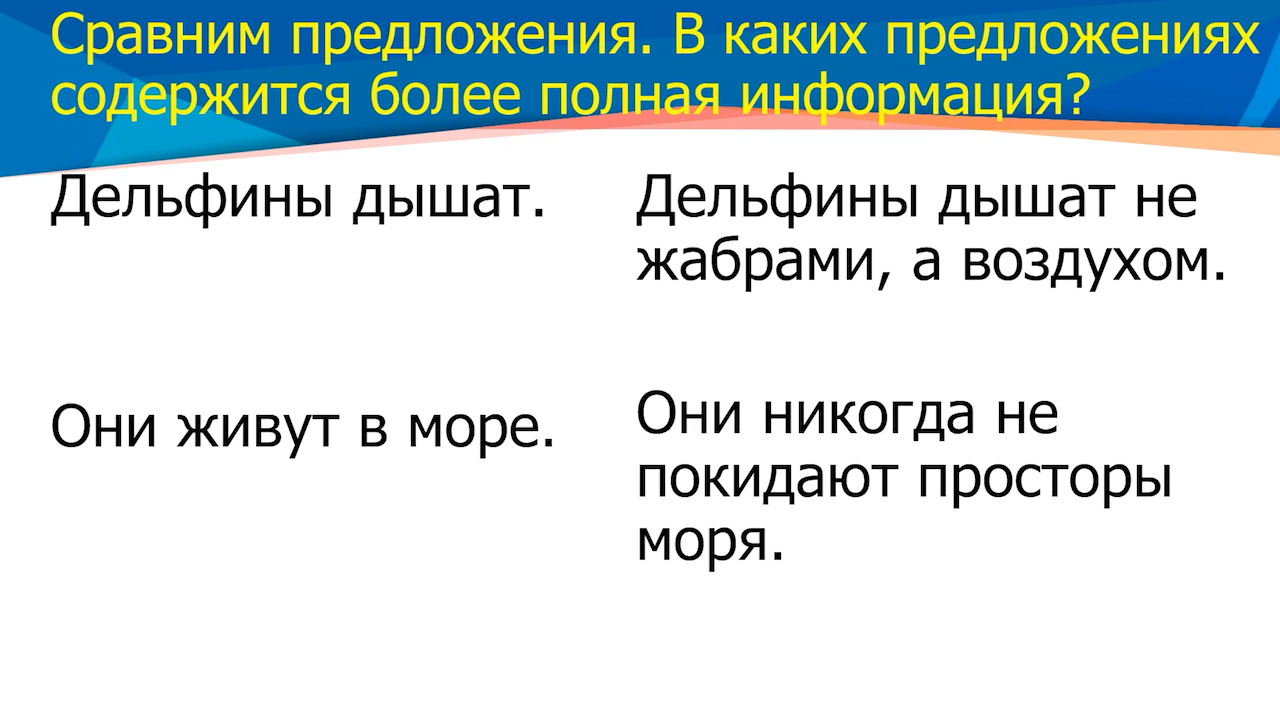 Сравним предложения. В каких предложениях
содержится более полная информация?
Дельфины дышат.
Они живут в море.
Дельфины дышат не
жабрами, а воздухом.
Они никогда не
покидают просторы
моря.